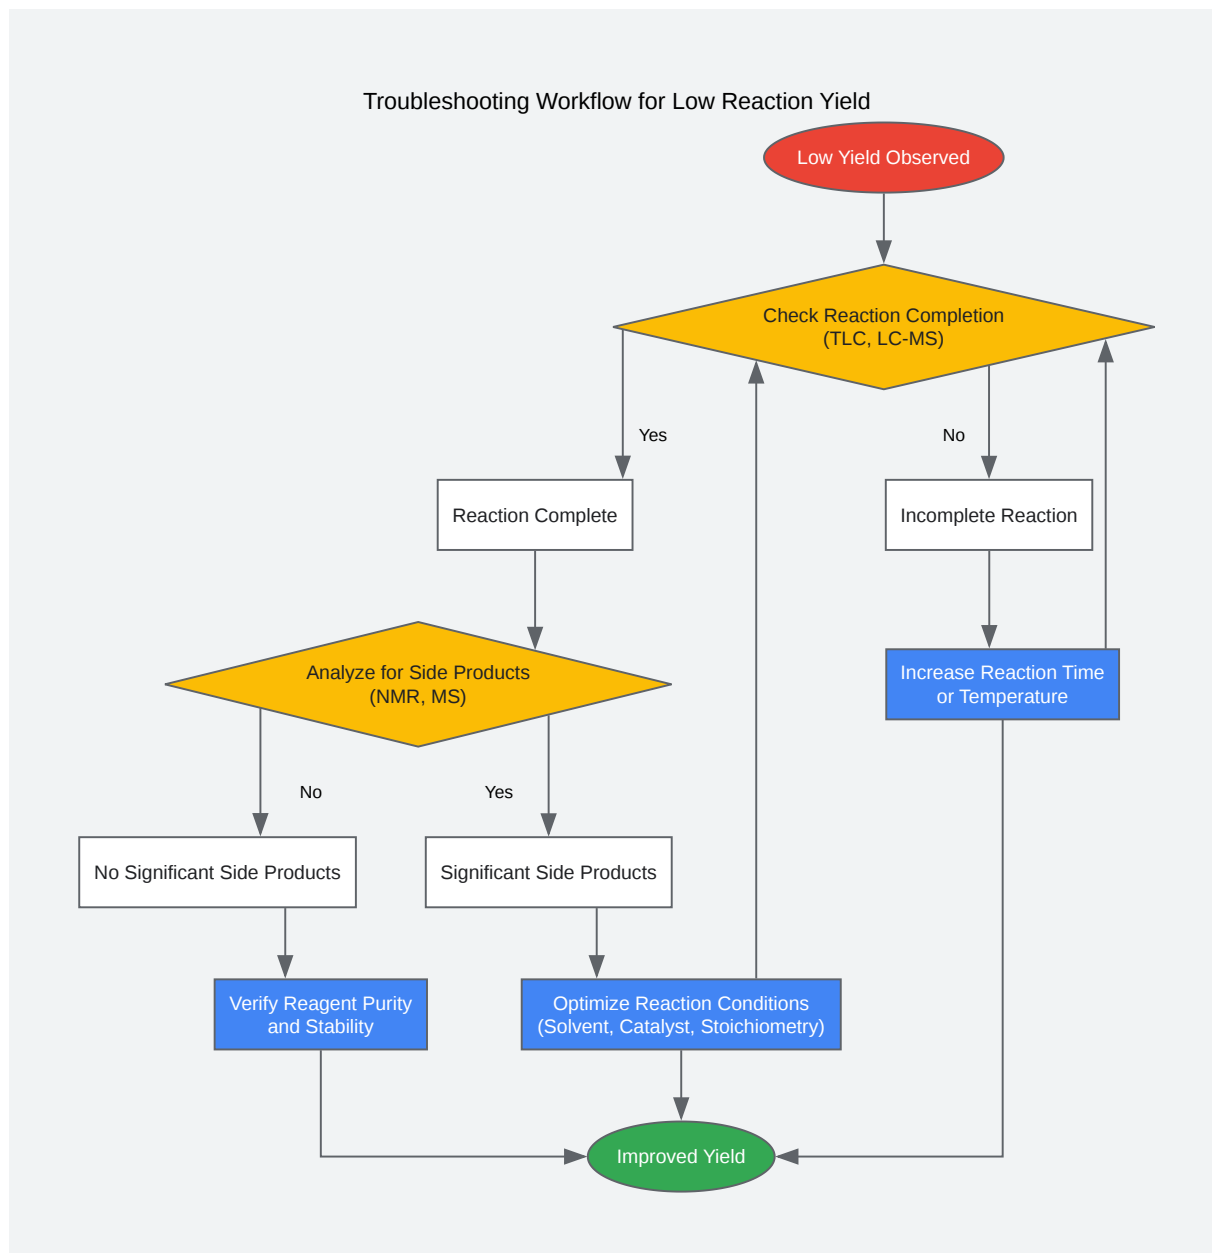 Troubleshooting Workflow for Low Reaction Yield
Low Yield Observed
Check Reaction Completion
(TLC, LC-MS)
Yes
No
Reaction Complete
Incomplete Reaction
Analyze for Side Products
(NMR, MS)
Increase Reaction Time
or Temperature
No
Yes
No Significant Side Products
Significant Side Products
Verify Reagent Purity
and Stability
Optimize Reaction Conditions
(Solvent, Catalyst, Stoichiometry)
Improved Yield